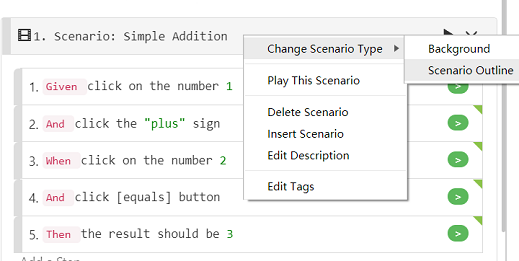 1. Scenario: Simple Addition
Change Scenario Type
Background
Scenario Outline
Play This Scenario
Delete Scenario
Insert Scenario
Edit Description
Edit Tags
1. Given click on the number 1 >
2. And click the "plus" sign >
3. When click on the number 2 >
4. And click [equals] button >
5. Then the result should be 3 >
Add a Step